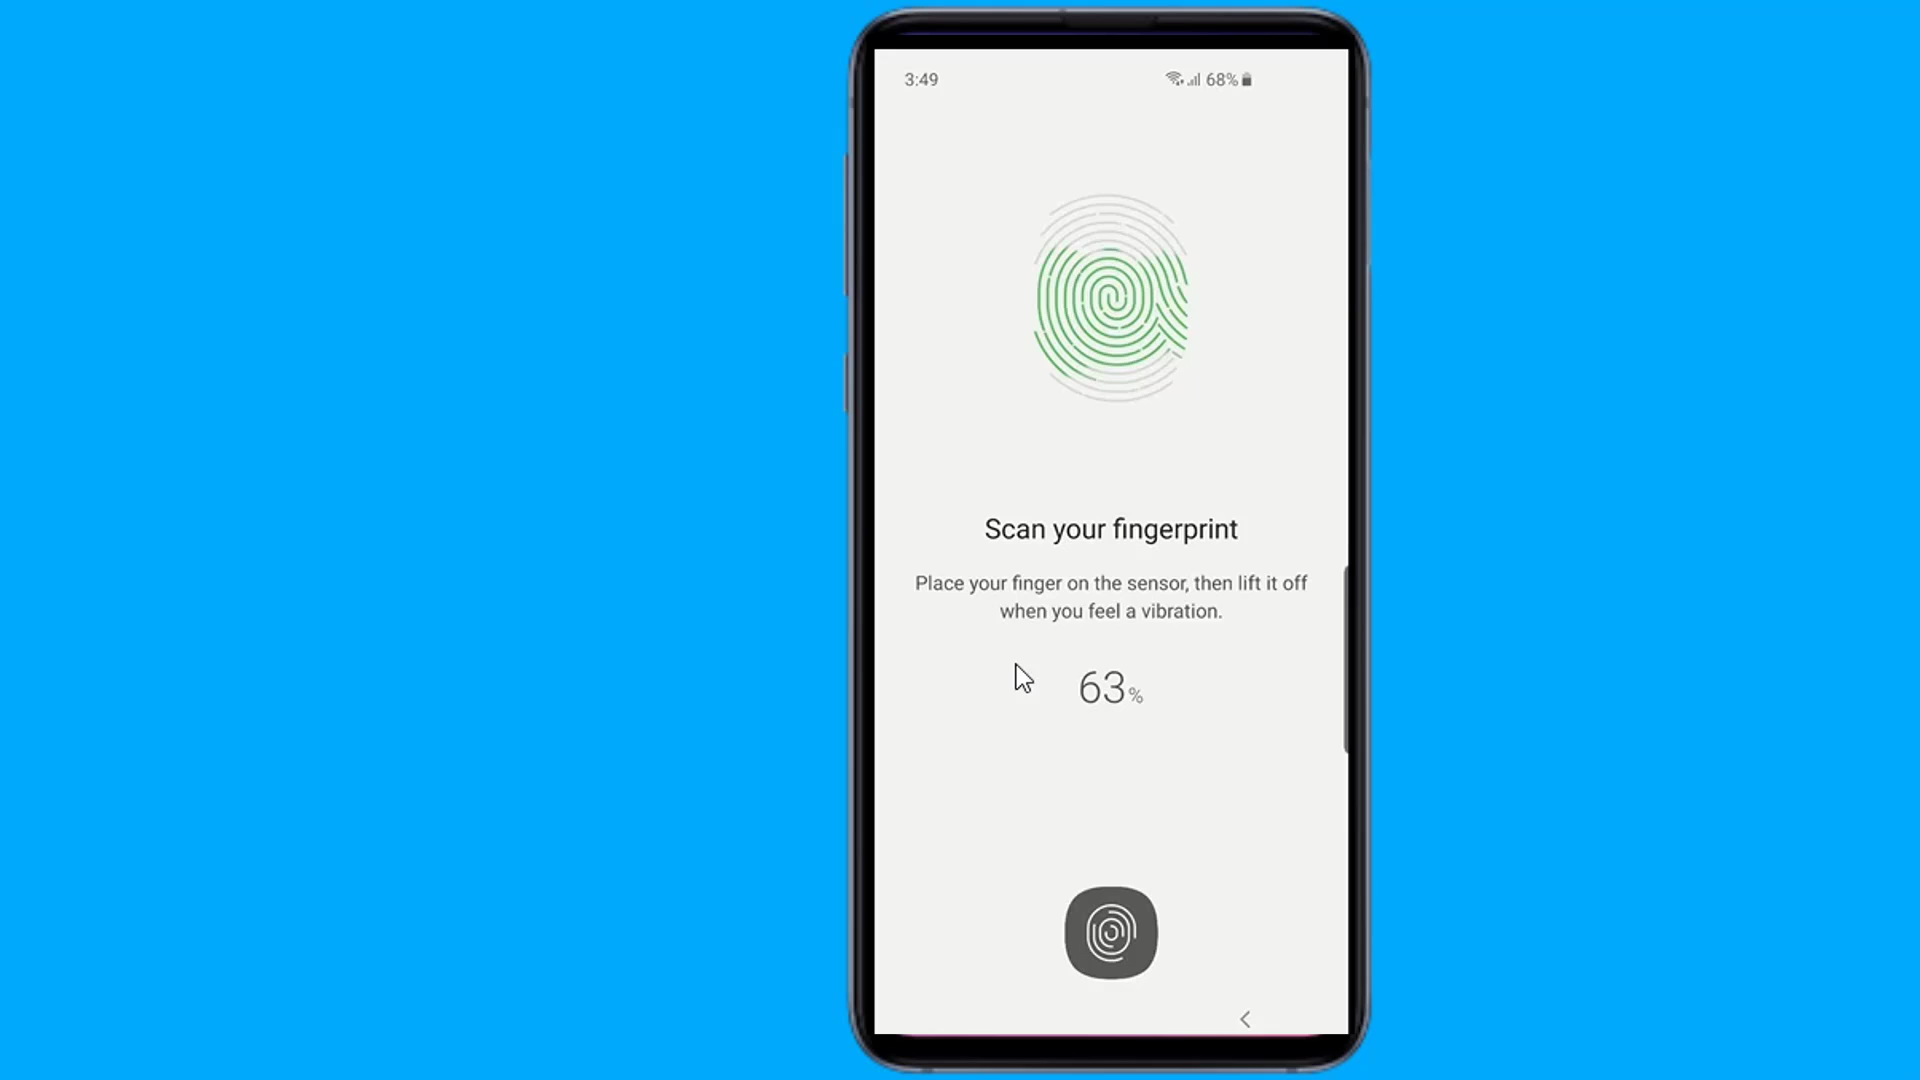 3:49
68%
Scan your fingerprint
Place your finger on the sensor, then lift it off
when you feel a vibration.
63%